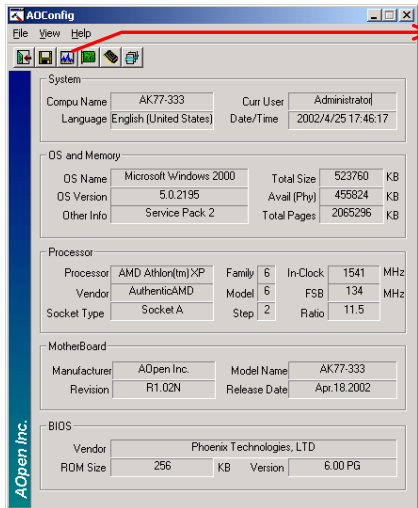 AOConfig
File View Help
System
Compu Name AK77-333 Curr User Administrator
Language English (United States) Date/Time 2002/4/25 17:46:17
OS and Memory
OS Name Microsoft Windows 2000 Total Size 523760 KB
OS Version 5.0.2195 Avail (Phy) 455824 KB
Other Info Service Pack 2 Total Pages 2065296 KB
Processor
Processor AMD Athlon(tm) XP Family 6 In-Clock 1541 MHz
Vendor AuthenticAMD Model 6 FSB 134 MHz
Socket Type Socket A Step 2 Ratio 11.5
MotherBoard
Manufacturer AOpen Inc. Model Name AK77-333
Revision R1.02N Release Date Apr.18.2002
BIOS
Vendor Phoenix Technologies, LTD
ROM Size 256 KB Version 6.00 PG
AOpen Inc.